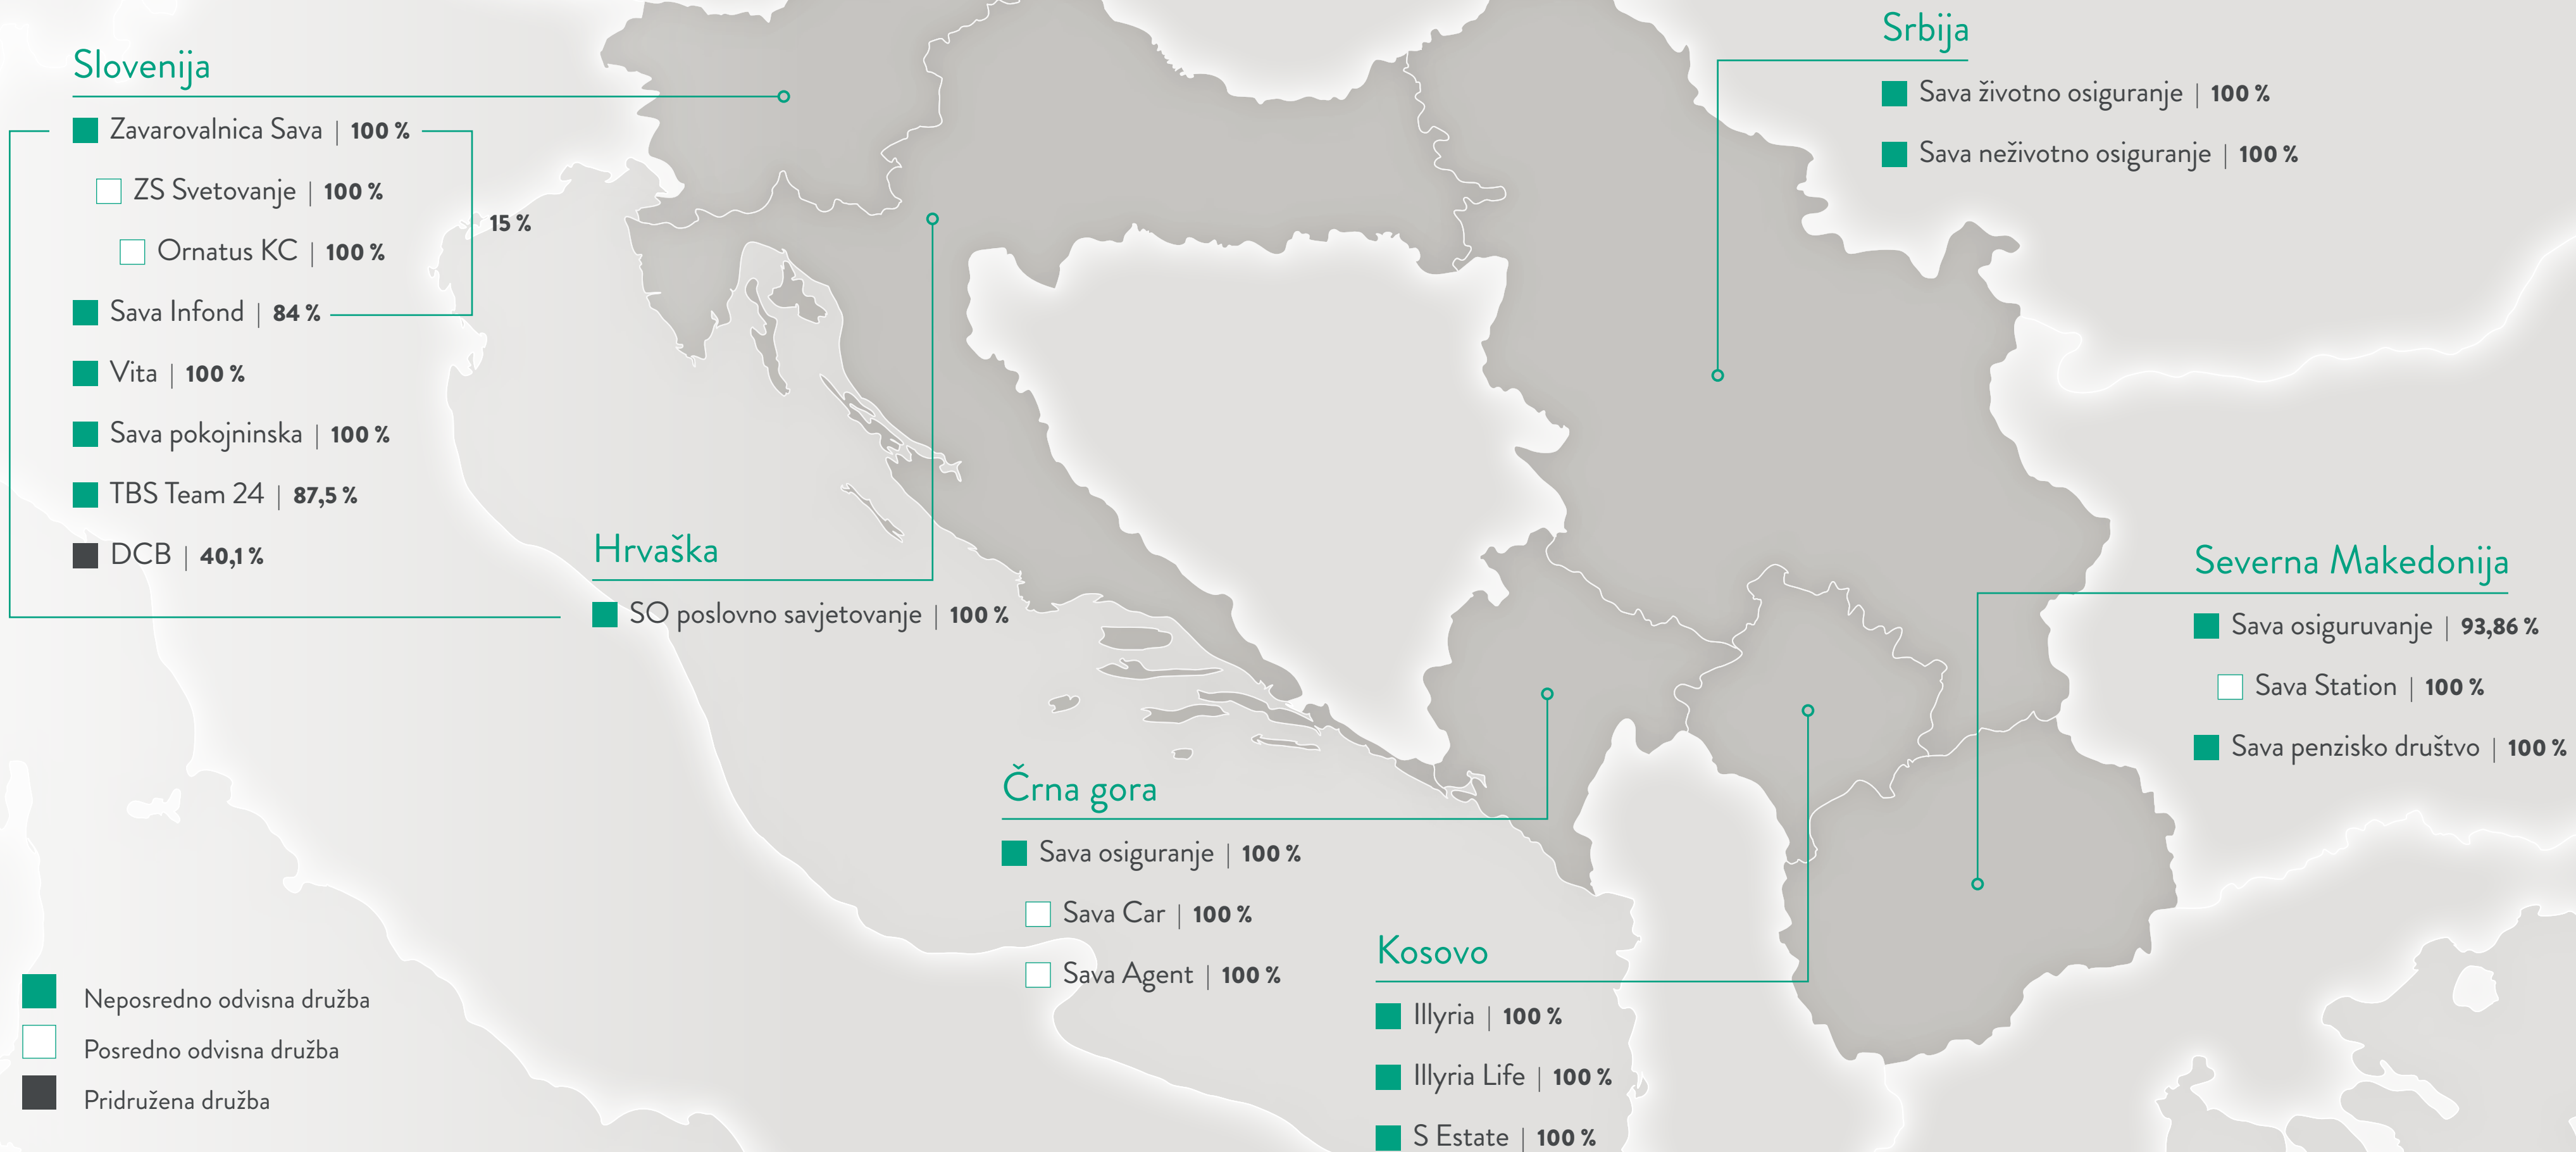 Slovenija
Zavarovalnica Sava | 100 %
ZS Svetovanje | 100 %
15 %
Ornatus KC | 100 %
Sava Infond | 84 %
Vita | 100 %
Sava pokojninska | 100 %
TBS Team 24 | 87,5 %
DCB | 40,1 %
Hrvaška
SO poslovno savjetovanje | 100 %
Srbija
Sava životno osiguranje | 100 %
Sava neživotno osiguranje | 100 %
Severna Makedonija
Sava osiguruvanje | 93,86 %
Sava Station | 100 %
Sava penzisko društvo | 100 %
Črna gora
Sava osiguranje | 100 %
Sava Car | 100 %
Sava Agent | 100 %
Kosovo
Illyria | 100 %
Illyria Life | 100 %
S Estate | 100 %
Neposredno odvisna družba
Posredno odvisna družba
Pridružena družba